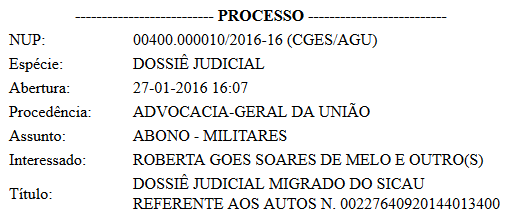 -------------------------- PROCESSO --------------------------
NUP: 00400.000010/2016-16 (CGES/AGU)
Espécie: DOSSIÊ JUDICIAL
Abertura: 27-01-2016 16:07
Procedência: ADVOCACIA-GERAL DA UNIÃO
Assunto: ABONO - MILITARES
Interessado: ROBERTA GOES SOARES DE MELO E OUTRO(S)
Título: DOSSIÊ JUDICIAL MIGRADO DO SICAU
REFERENTE AOS AUTOS N. 00227640920144013400